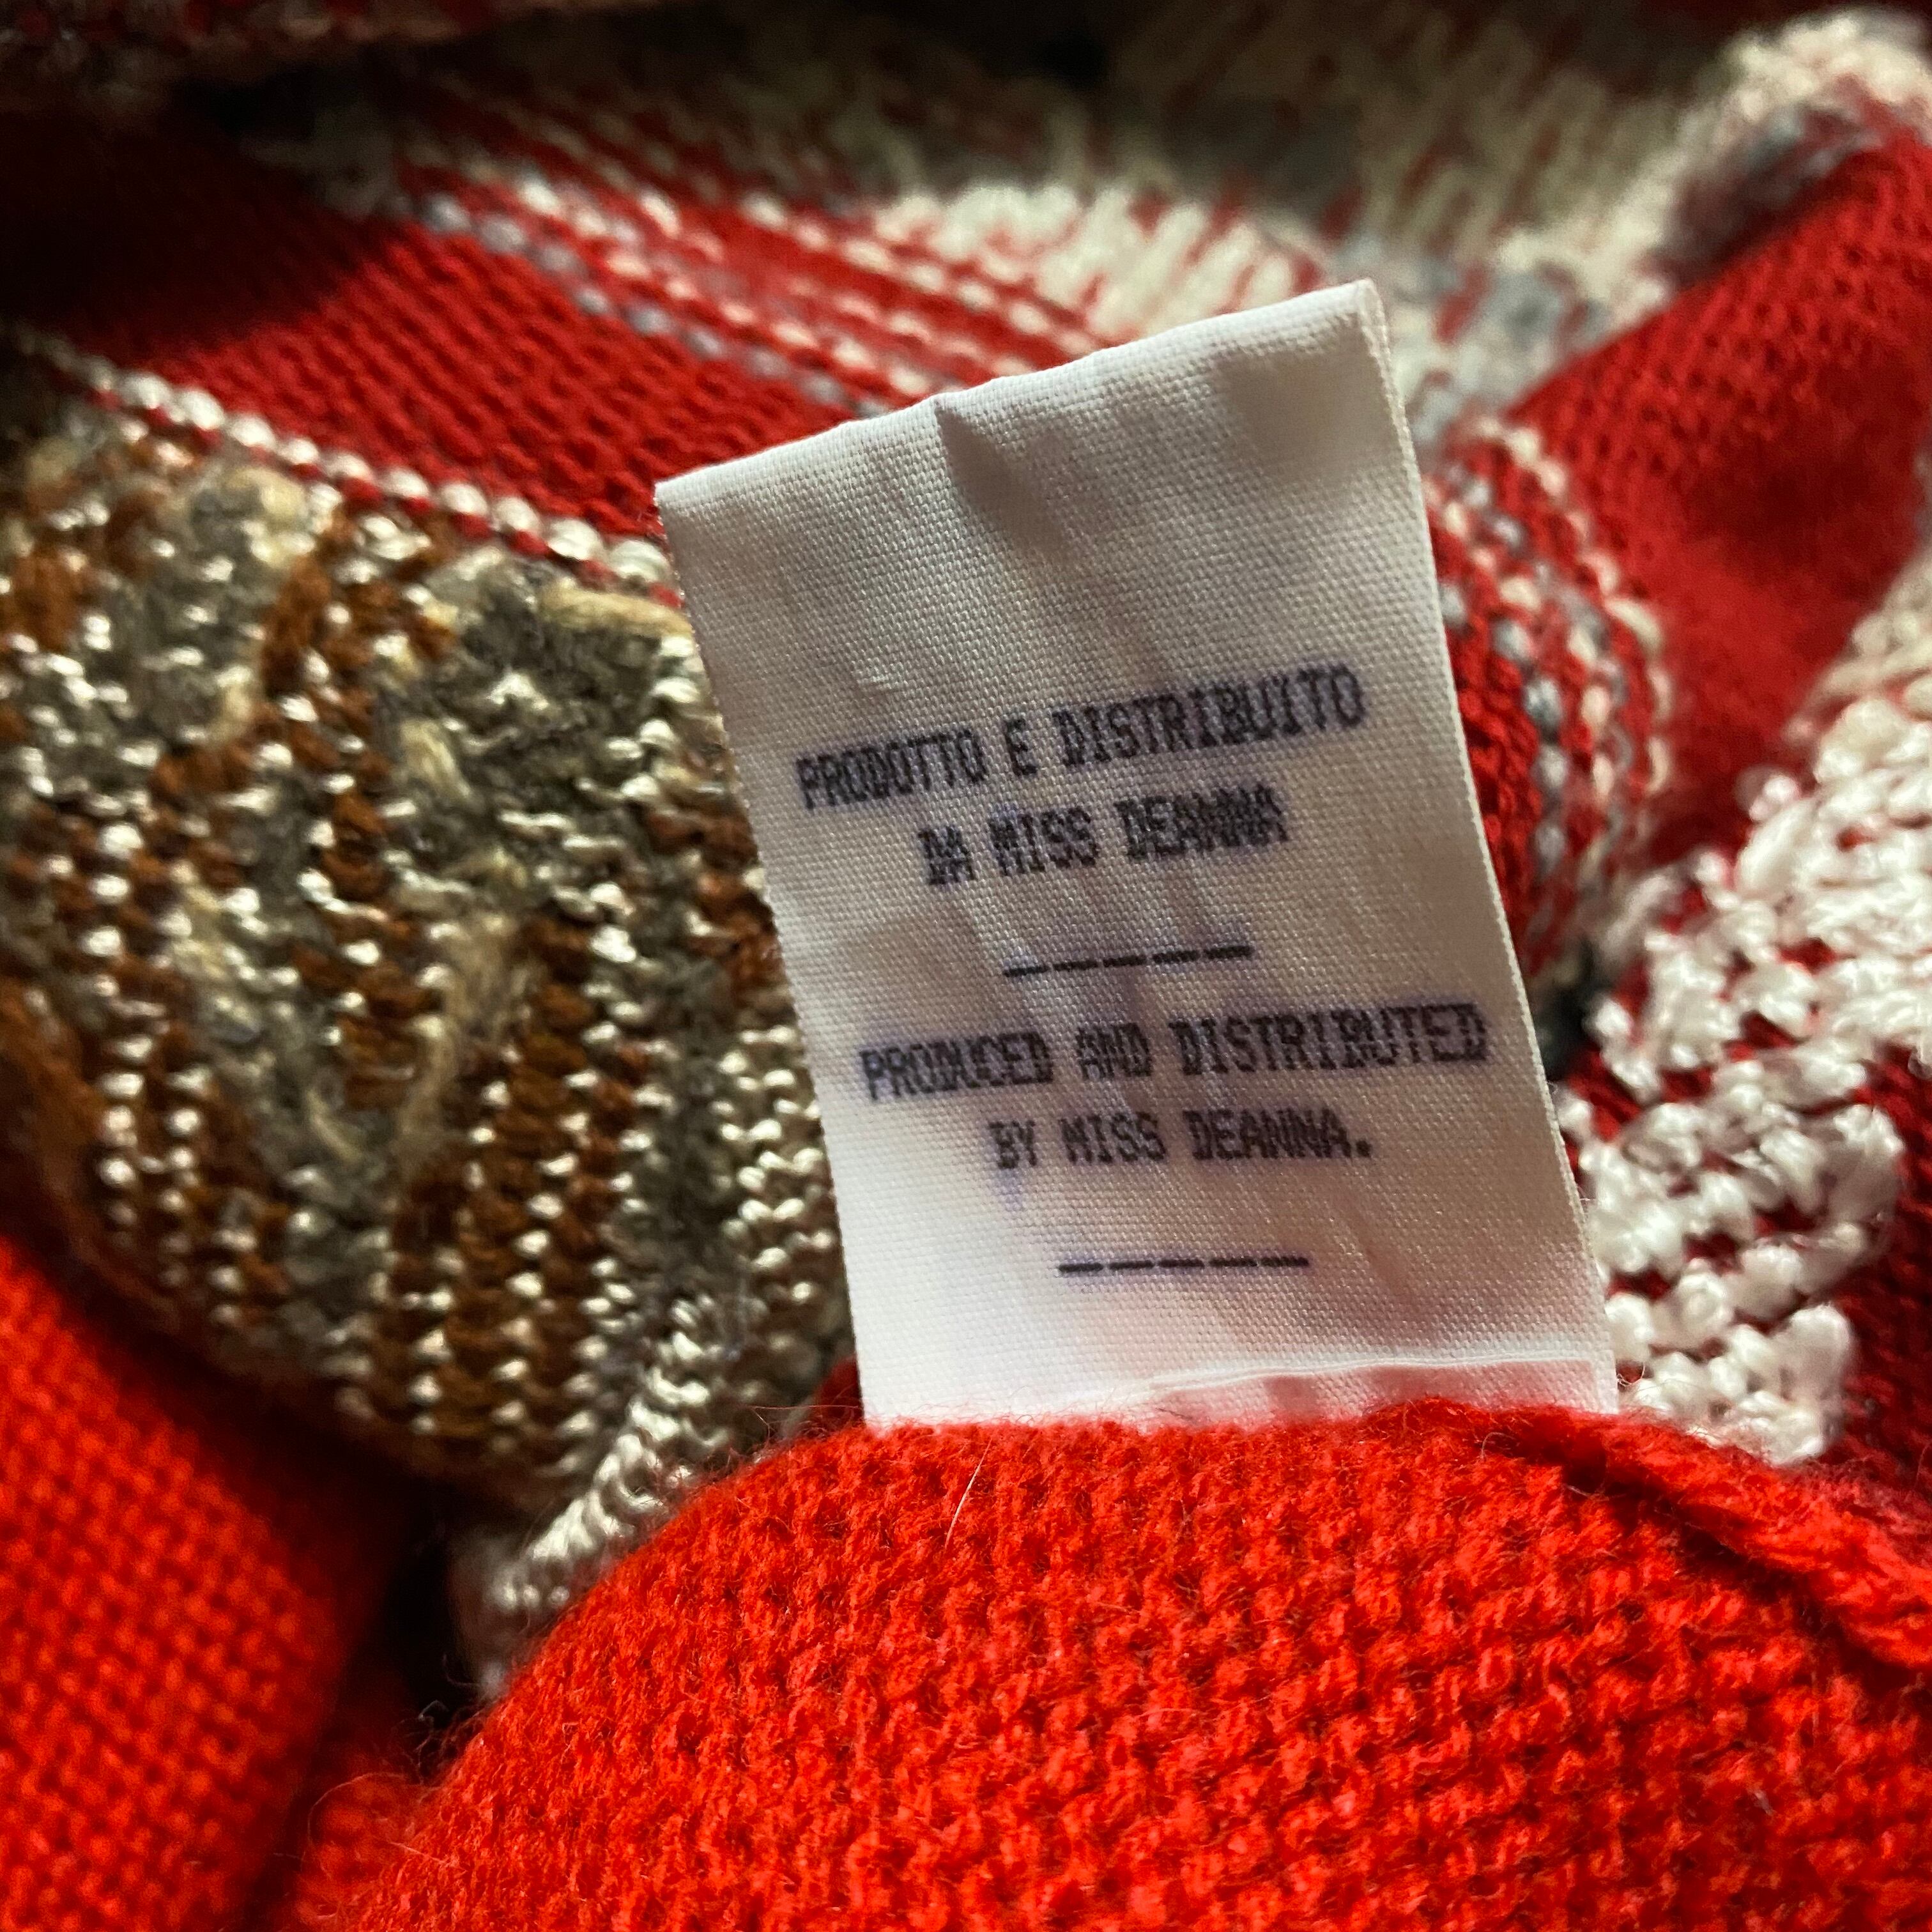 PRODOTTO E DISTRIBUITO
DA MISS DEANNA
-----
PRODUCED AND DISTRIBUTED
BY MISS DEANNA.
-----